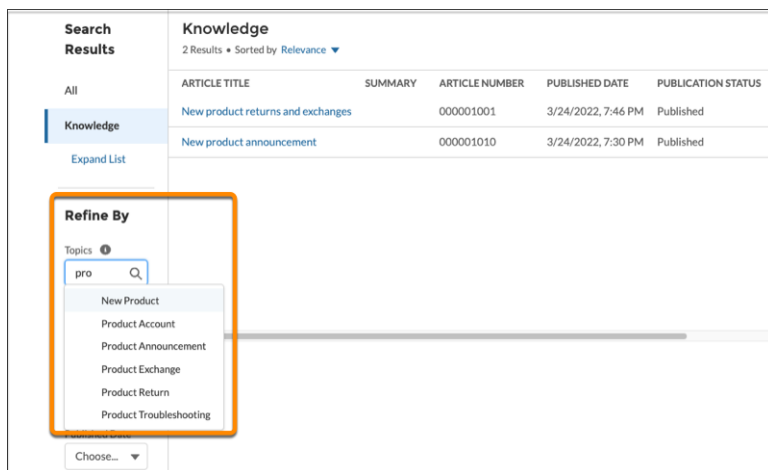 Search
Results
All
Knowledge
Expand List
Refine By
Topics
pro
New Product
Product Account
Product Announcement
Product Exchange
Product Return
Product Troubleshooting
Published Date
Choose...
Knowledge
2 Results • Sorted by Relevance
ARTICLE TITLE SUMMARY ARTICLE NUMBER PUBLISHED DATE PUBLICATION STATUS
New product returns and exchanges 000001001 3/24/2022, 7:46 PM Published
New product announcement 000001010 3/24/2022, 7:30 PM Published